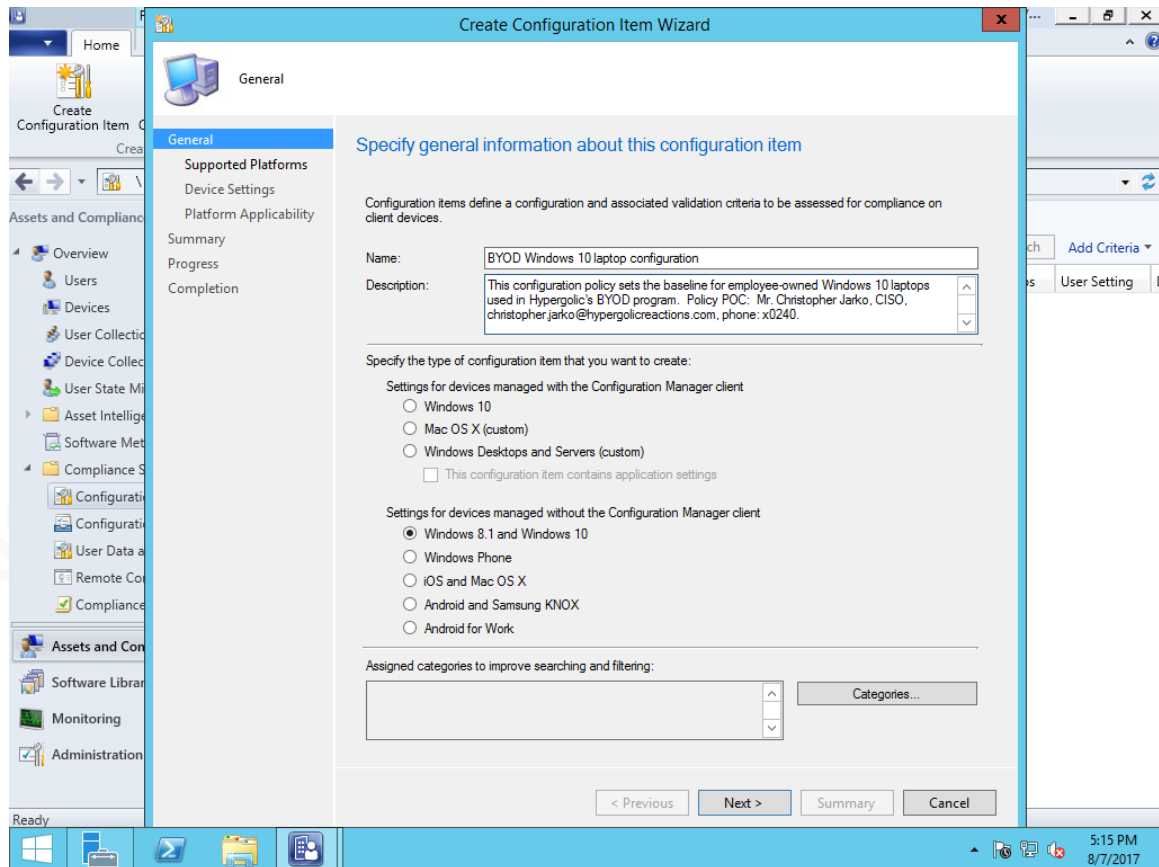 Create Configuration Item Wizard
Home
Create
Configuration Item
General
General
Supported Platforms
Device Settings
Platform Applicability
Summary
Progress
Completion
Specify general information about this configuration item
Configuration items define a configuration and associated validation criteria to be assessed for compliance on
client devices.
Name: BYOD Windows 10 laptop configuration
Description: This configuration policy sets the baseline for employee-owned Windows 10 laptops
used in Hypergolic's BYOD program. Policy POC: Mr. Christopher Jarko, CISO,
christopher.jarko@hypergolicreactions.com, phone: x0240.
Specify the type of configuration item that you want to create:
Settings for devices managed with the Configuration Manager client
Windows 10
Mac OS X (custom)
Windows Desktops and Servers (custom)
This configuration item contains application settings
Settings for devices managed without the Configuration Manager client
Windows 8.1 and Windows 10
Windows Phone
iOS and Mac OS X
Android and Samsung KNOX
Android for Work
Assigned categories to improve searching and filtering:
Categories...
< Previous Next > Summary Cancel
Crea
\
Assets and Complianc
Overview
Users
Devices
User Collectio
Device Collec
User State Mi
Asset Intellige
Software Met
Compliance S
Configurati
Configurati
User Data a
Remote Co
Compliance
Assets and Con
Software Librar
Monitoring
Administration
Ready
ch Add Criteria
os User Setting
5:15 PM
8/7/2017